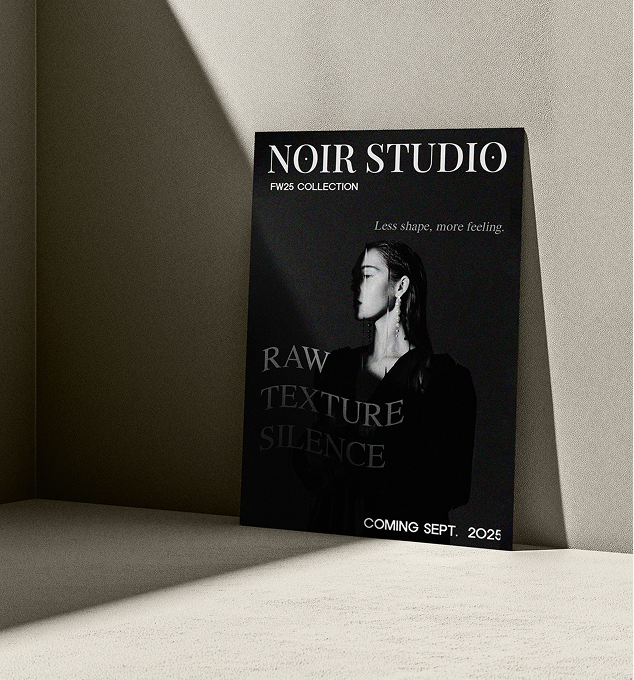 NOIR STUDIO
FW25 COLLECTION
Less shape, more feeling.
RAW
TEXTURE
SILENCE
COMING SEPT. 2025